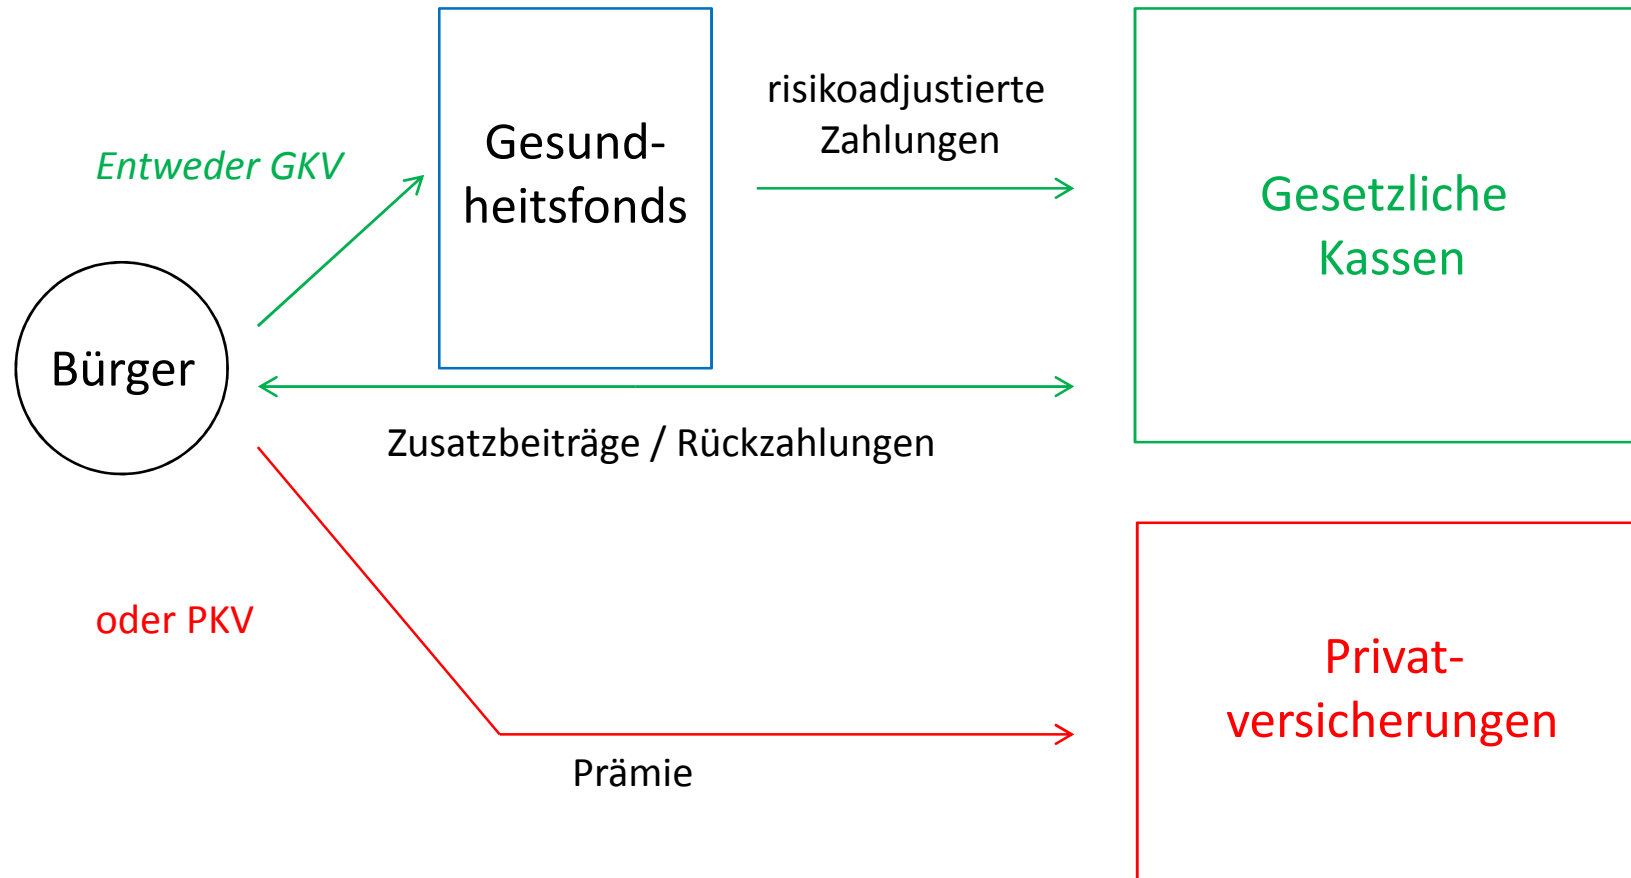 risikoadjustierte
Zahlungen
Gesund-
heitsfonds
Entweder GKV
Gesetzliche
Kassen
Bürger
Zusatzbeiträge / Rückzahlungen
oder PKV
Privat-
versicherungen
Prämie